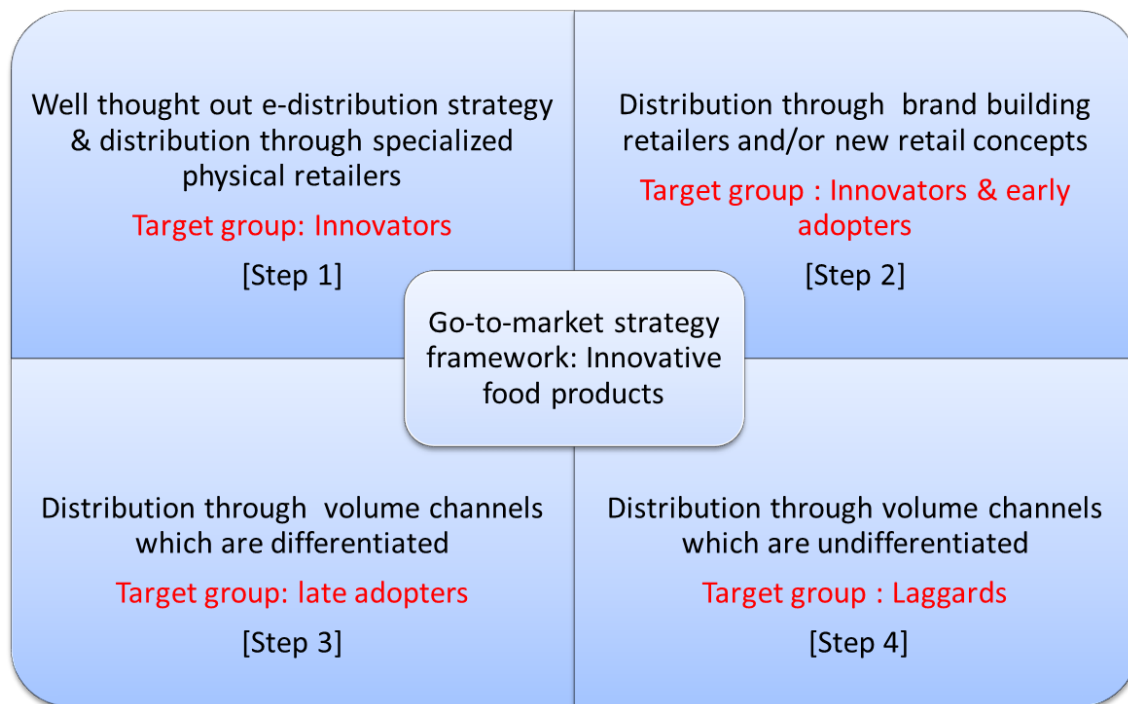 Well thought out e-distribution strategy
& distribution through specialized
physical retailers
Target group: Innovators
[Step 1]
Distribution through  brand building
retailers and/or new retail concepts
Target group : Innovators & early
adopters
[Step 2]
Go-to-market strategy
framework: Innovative
food products
Distribution through  volume channels
which are differentiated
Target group: late adopters
[Step 3]
Distribution through volume channels
which are undifferentiated
Target group : Laggards
[Step 4]